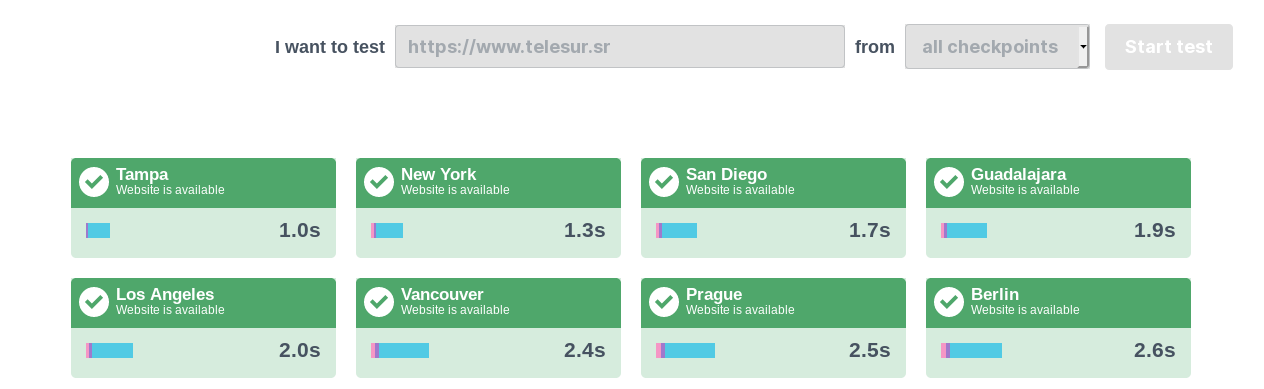 I want to test https://www.telesur.sr from all checkpoints Start test
Tampa
Website is available
1.0s
New York
Website is available
1.3s
San Diego
Website is available
1.7s
Guadalajara
Website is available
1.9s
Los Angeles
Website is available
2.0s
Vancouver
Website is available
2.4s
Prague
Website is available
2.5s
Berlin
Website is available
2.6s